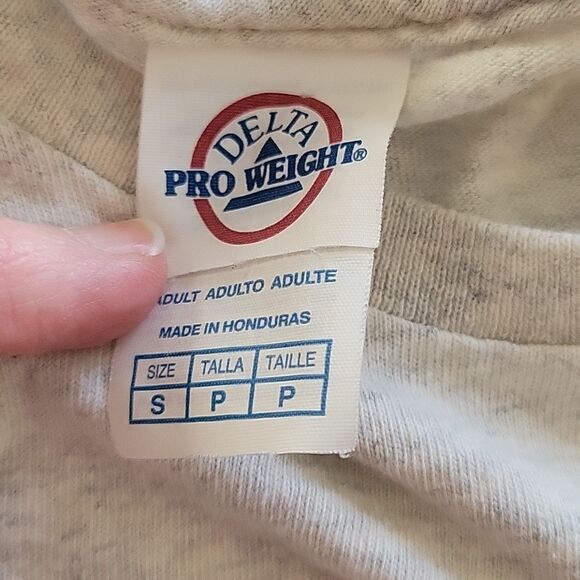 DELTA
PRO WEIGHT®
ADULT ADULTO ADULTE
MADE IN HONDURAS
SIZE TALLA TAILLE
S P P